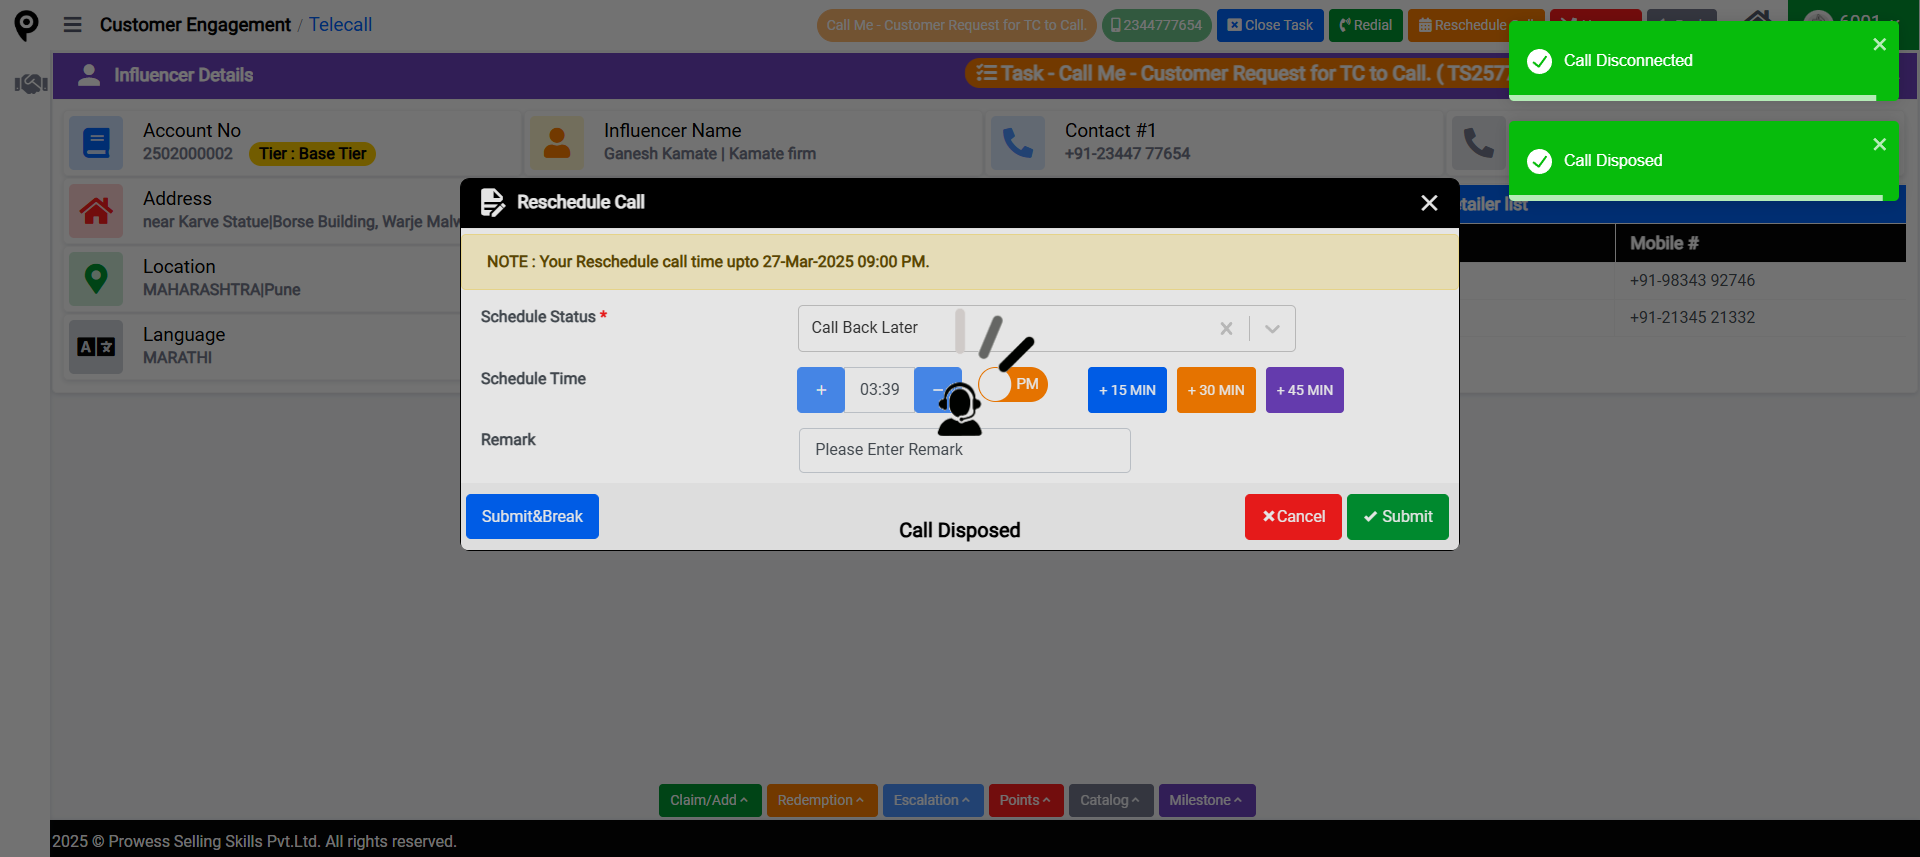 Customer Engagement / Telecall
Call Me - Customer Request for TC to Call.
2344777654
Close Task
Redial
Reschedule
Influencer Details
Task - Call Me - Customer Request for TC to Call. ( TS257
Call Disconnected
Call Disposed
Account No
2502000002
Tier : Base Tier
Influencer Name
Ganesh Kamate | Kamate firm
Contact #1
+91-23447 77654
Address
near Karve Statue|Borse Building, Warje Malw
Location
MAHARASHTRA|Pune
Language
MARATHI
etailer list
Mobile #
+91-98343 92746
+91-21345 21332
Reschedule Call
NOTE : Your Reschedule call time upto 27-Mar-2025 09:00 PM.
Schedule Status *
Call Back Later
Schedule Time
+
03:39
−
PM
+ 15 MIN
+ 30 MIN
+ 45 MIN
Remark
Please Enter Remark
Submit&Break
Call Disposed
Cancel
Submit
Claim/Add
Redemption
Escalation
Points
Catalog
Milestone
2025 © Prowess Selling Skills Pvt.Ltd. All rights reserved.